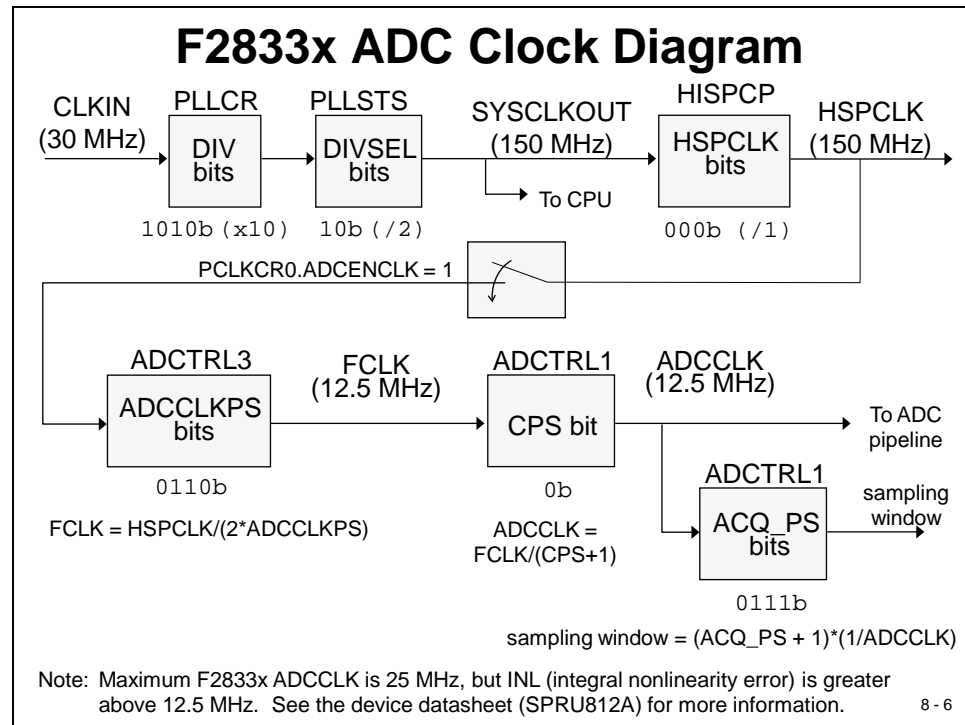 F2833x ADC Clock Diagram
CLKIN
(30 MHz)
PLLCR
DIV
bits
1010b (x10)
PLLSTS
DIVSEL
bits
10b (/2)
SYSCLKOUT
(150 MHz)
To CPU
HISPCP
HSPCLK
bits
000b (/1)
HSPCLK
(150 MHz)
PCLKCR0.ADCENCLK = 1
ADCTRL3
ADCCLKPS
bits
0110b
FCLK = HSPCLK/(2*ADCCLKPS)
FCLK
(12.5 MHz)
ADCTRL1
CPS bit
0b
ADCCLK =
FCLK/(CPS+1)
ADCCLK
(12.5 MHz)
To ADC
pipeline
ADCTRL1
ACQ_PS
bits
0111b
sampling
window
sampling window = (ACQ_PS + 1)*(1/ADCCLK)
Note: Maximum F2833x ADCCLK is 25 MHz, but INL (integral nonlinearity error) is greater
above 12.5 MHz. See the device datasheet (SPRU812A) for more information.
8 - 6